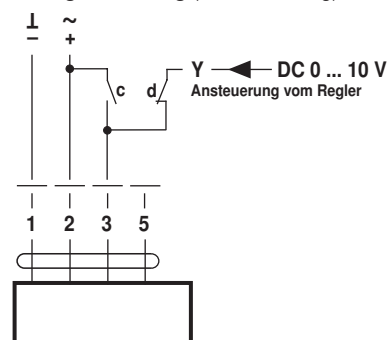 ⊥ ~
– +
c d Y DC 0 ... 10 V
Ansteuerung vom Regler
1 2 3 5